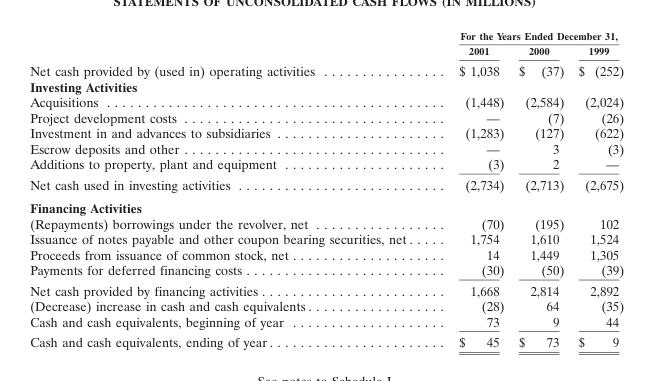 STATEMENTS OF UNCONSOLIDATED CASH FLOWS (IN MILLIONS)
For the Years Ended December 31,
2001 2000 1999
Net cash provided by (used in) operating activities ................. $ 1,038 $ (37) $ (252)
Investing Activities
Acquisitions ................................................ (1,448) (2,584) (2,024)
Project development costs ..................................... — (7) (26)
Investment in and advances to subsidiaries ........................ (1,283) (127) (622)
Escrow deposits and other ..................................... — 3 (3)
Additions to property, plant and equipment ....................... (3) 2 —
Net cash used in investing activities .............................. (2,734) (2,713) (2,675)
Financing Activities
(Repayments) borrowings under the revolver, net .................. (70) (195) 102
Issuance of notes payable and other coupon bearing securities, net ..... 1,754 1,610 1,524
Proceeds from issuance of common stock, net ...................... 14 1,449 1,305
Payments for deferred financing costs ............................ (30) (50) (39)
Net cash provided by financing activities .......................... 1,668 2,814 2,892
(Decrease) increase in cash and cash equivalents .................... (28) 64 (35)
Cash and cash equivalents, beginning of year ...................... 73 9 44
Cash and cash equivalents, ending of year ......................... $ 45 $ 73 $ 9
See notes to Schedule I